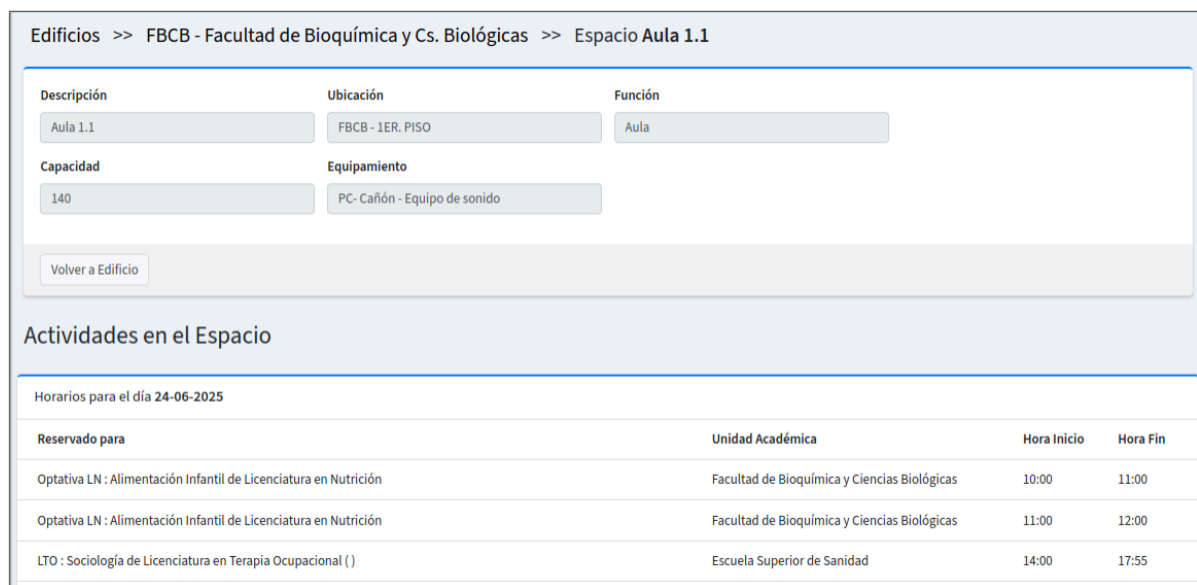 Edificios >> FBCB - Facultad de Bioquímica y Cs. Biológicas >> Espacio Aula 1.1
Descripción Ubicación Función
Aula 1.1 FBCB - 1ER. PISO Aula
Capacidad Equipamiento
140 PC- Cañón - Equipo de sonido
Volver a Edificio
Actividades en el Espacio
Horarios para el día 24-06-2025
Reservado para Unidad Académica Hora Inicio Hora Fin
Optativa LN : Alimentación Infantil de Licenciatura en Nutrición Facultad de Bioquímica y Ciencias Biológicas 10:00 11:00
Optativa LN : Alimentación Infantil de Licenciatura en Nutrición Facultad de Bioquímica y Ciencias Biológicas 11:00 12:00
LTO : Sociología de Licenciatura en Terapia Ocupacional ( ) Escuela Superior de Sanidad 14:00 17:55